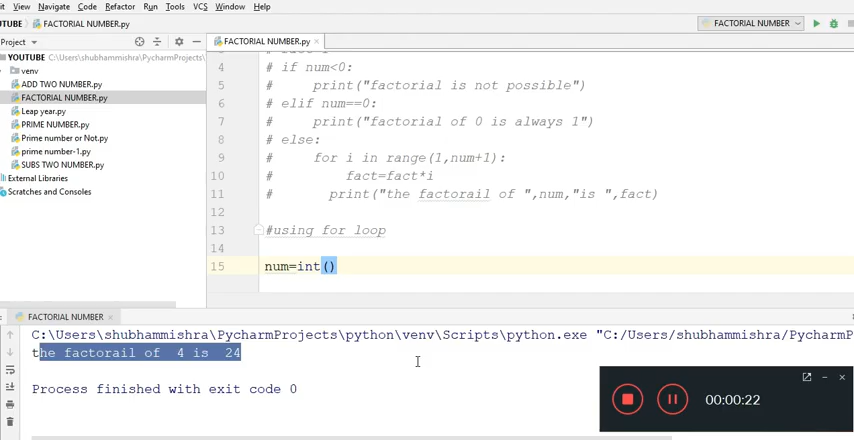 it View Navigate Code Refactor Run Tools VCS Window Help
UTUBE FACTORIAL NUMBER.py
FACTORIAL NUMBER
Project
FACTORIAL NUMBER.py
YOUTUBE C:\Users\shubhammishra\PycharmProjects\
venv
ADD TWO NUMBER.py
FACTORIAL NUMBER.py
Leap year.py
PRIME NUMBER.py
Prime number or Not.py
prime number-1.py
SUBS TWO NUMBER.py
External Libraries
Scratches and Consoles
4 # if num<0:
5 #     print("factorial is not possible")
6 # elif num==0:
7 #     print("factorial of 0 is always 1")
8 # else:
9 #     for i in range(1,num+1):
10 #         fact=fact*i
11 #       print("the factorail of ",num,"is ",fact)
12
13 #using for loop
14
15 num=int()
FACTORIAL NUMBER
C:\Users\shubhammishra\PycharmProjects\python\venv\Scripts\python.exe "C:/Users/shubhammishra/PycharmP
the factorail of  4 is  24
Process finished with exit code 0
00:00:22